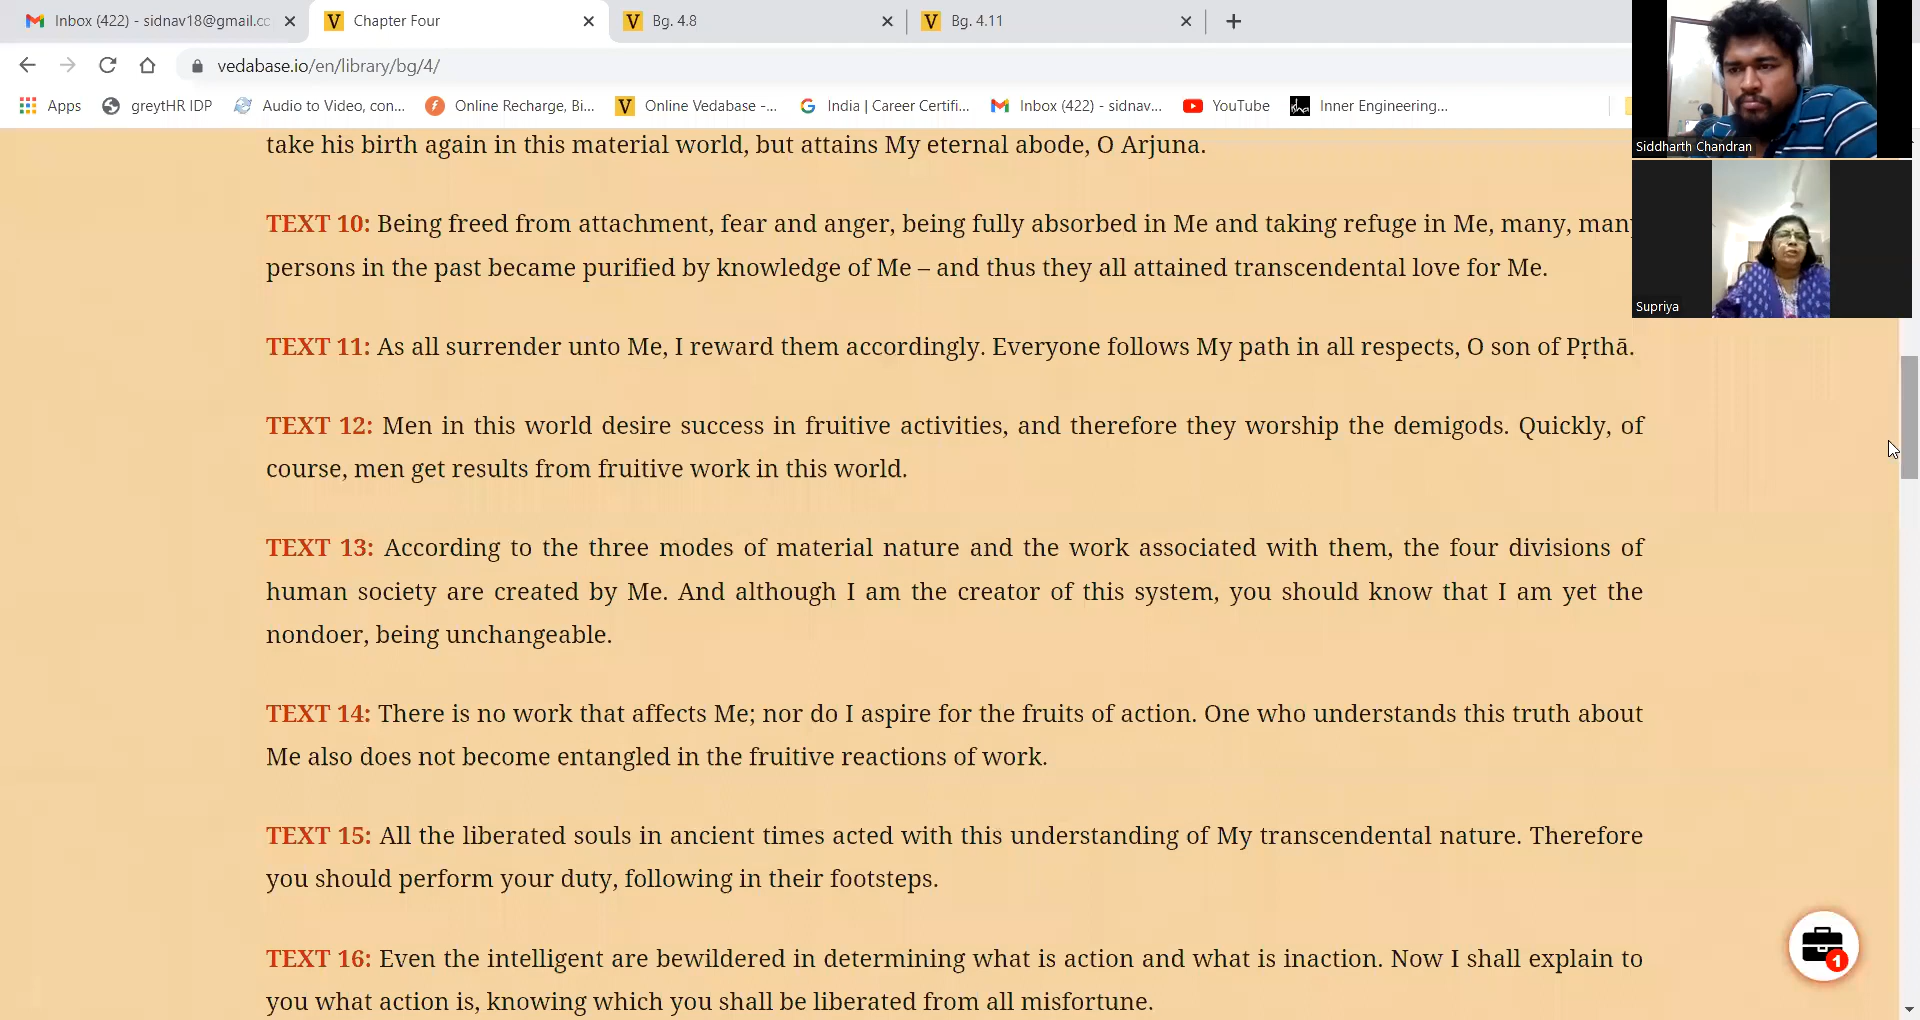 Inbox (422) - sidnav18@gmail.cc
Chapter Four
Bg. 4.8
Bg. 4.11
vedabase.io/en/library/bg/4/
Apps
greytHR IDP
Audio to Video, con...
Online Recharge, Bi...
Online Vedabase -...
India | Career Certifi...
Inbox (422) - sidnav...
YouTube
Inner Engineering...
Siddharth Chandran
Supriya
take his birth again in this material world, but attains My eternal abode, O Arjuna.
TEXT 10: Being freed from attachment, fear and anger, being fully absorbed in Me and taking refuge in Me, many, man
persons in the past became purified by knowledge of Me – and thus they all attained transcendental love for Me.
TEXT 11: As all surrender unto Me, I reward them accordingly. Everyone follows My path in all respects, O son of Pṛthā.
TEXT 12: Men in this world desire success in fruitive activities, and therefore they worship the demigods. Quickly, of
course, men get results from fruitive work in this world.
TEXT 13: According to the three modes of material nature and the work associated with them, the four divisions of
human society are created by Me. And although I am the creator of this system, you should know that I am yet the
nondoer, being unchangeable.
TEXT 14: There is no work that affects Me; nor do I aspire for the fruits of action. One who understands this truth about
Me also does not become entangled in the fruitive reactions of work.
TEXT 15: All the liberated souls in ancient times acted with this understanding of My transcendental nature. Therefore
you should perform your duty, following in their footsteps.
TEXT 16: Even the intelligent are bewildered in determining what is action and what is inaction. Now I shall explain to
you what action is, knowing which you shall be liberated from all misfortune.
1